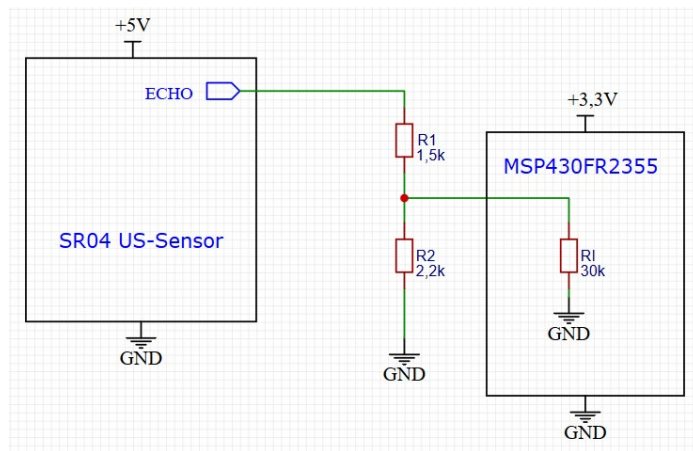 +5V
ECHO
SR04 US-Sensor
GND
R1
1,5k
R2
2,2k
GND
+3,3V
MSP430FR2355
RI
30k
GND
GND